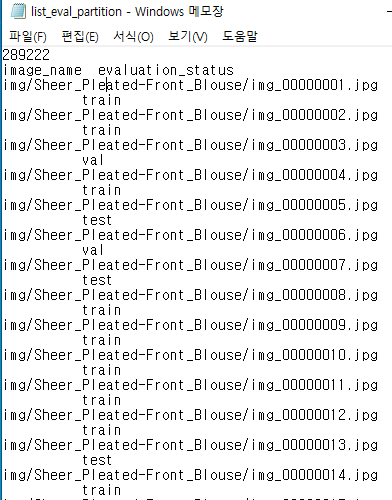 list_eval_partition - Windows 메모장
파일(F) 편집(E) 서식(O) 보기(V) 도움말
289222
image_name evaluation_status
img/Sheer_Pleated-Front_Blouse/img_00000001.jpg
train
img/Sheer_Pleated-Front_Blouse/img_00000002.jpg
train
img/Sheer_Pleated-Front_Blouse/img_00000003.jpg
val
img/Sheer_Pleated-Front_Blouse/img_00000004.jpg
train
img/Sheer_Pleated-Front_Blouse/img_00000005.jpg
test
img/Sheer_Pleated-Front_Blouse/img_00000006.jpg
val
img/Sheer_Pleated-Front_Blouse/img_00000007.jpg
test
img/Sheer_Pleated-Front_Blouse/img_00000008.jpg
train
img/Sheer_Pleated-Front_Blouse/img_00000009.jpg
train
img/Sheer_Pleated-Front_Blouse/img_00000010.jpg
train
img/Sheer_Pleated-Front_Blouse/img_00000011.jpg
train
img/Sheer_Pleated-Front_Blouse/img_00000012.jpg
train
img/Sheer_Pleated-Front_Blouse/img_00000013.jpg
test
img/Sheer_Pleated-Front_Blouse/img_00000014.jpg
train